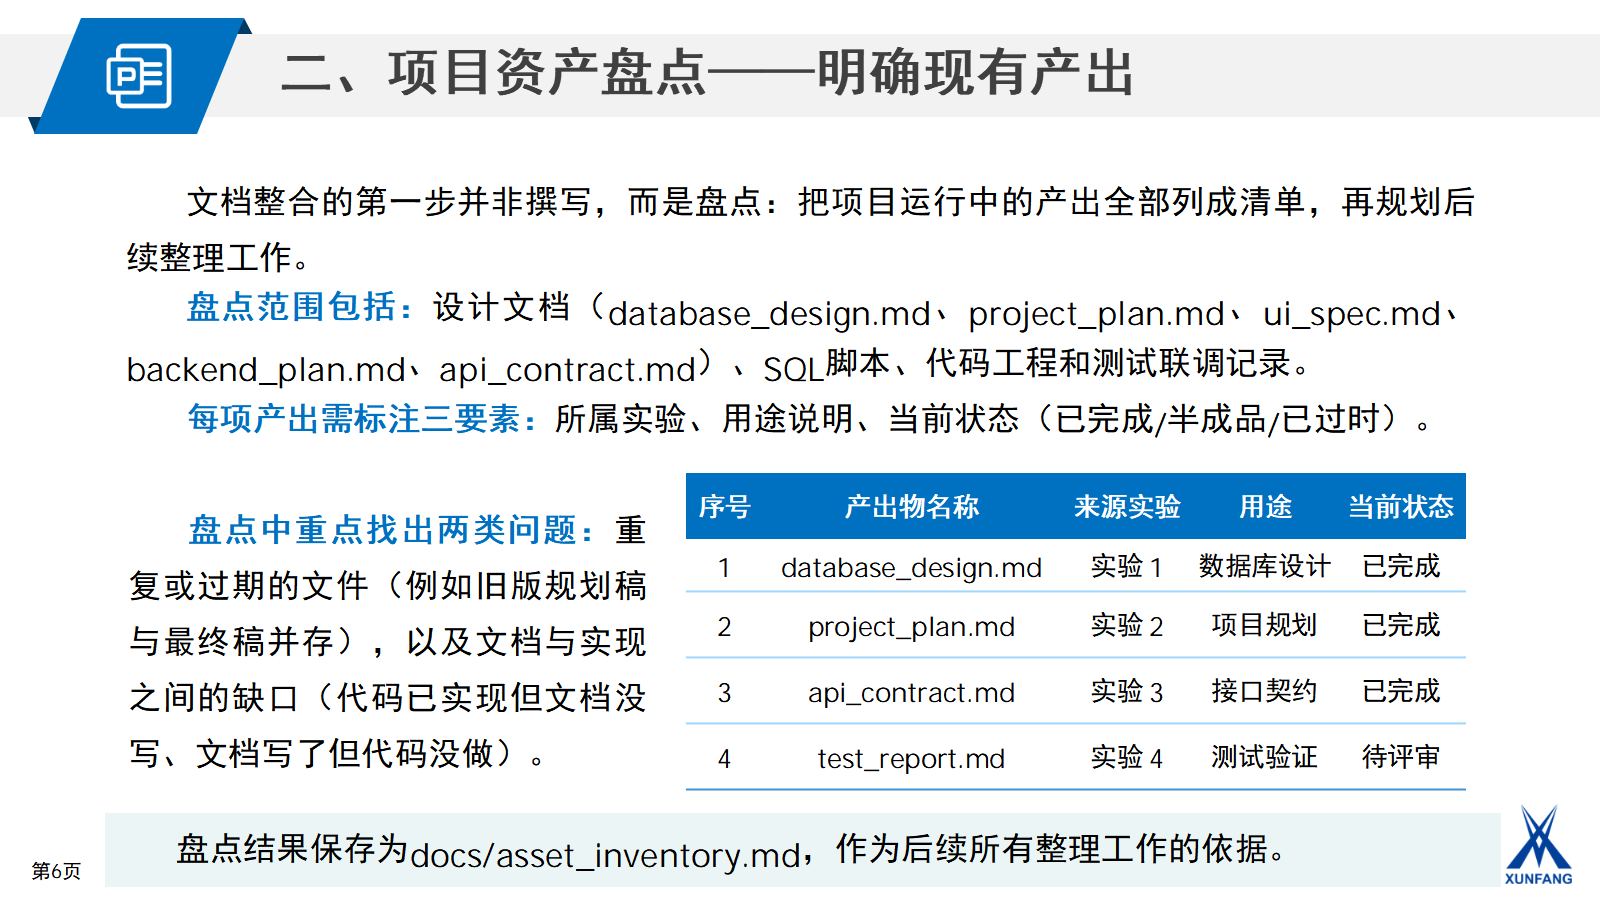 二、项目资产盘点——明确现有产出
文档整合的第一步并非撰写，而是盘点：把项目运行中的产出全部列成清单，再规划后
续整理工作。
盘点范围包括：设计文档（database_design.md、project_plan.md、ui_spec.md、
backend_plan.md、api_contract.md）、SQL脚本、代码工程和测试联调记录。
每项产出需标注三要素：所属实验、用途说明、当前状态（已完成/半成品/已过时）。
盘点中重点找出两类问题：重
复或过期的文件（例如旧版规划稿
与最终稿并存），以及文档与实现
之间的缺口（代码已实现但文档没
写、文档写了但代码没做）。
序号 产出物名称 来源实验 用途 当前状态
1 database_design.md 实验 1 数据库设计 已完成
2 project_plan.md 实验 2 项目规划 已完成
3 api_contract.md 实验 3 接口契约 已完成
4 test_report.md 实验 4 测试验证 待评审
盘点结果保存为docs/asset_inventory.md，作为后续所有整理工作的依据。
第6页
XUNFANG